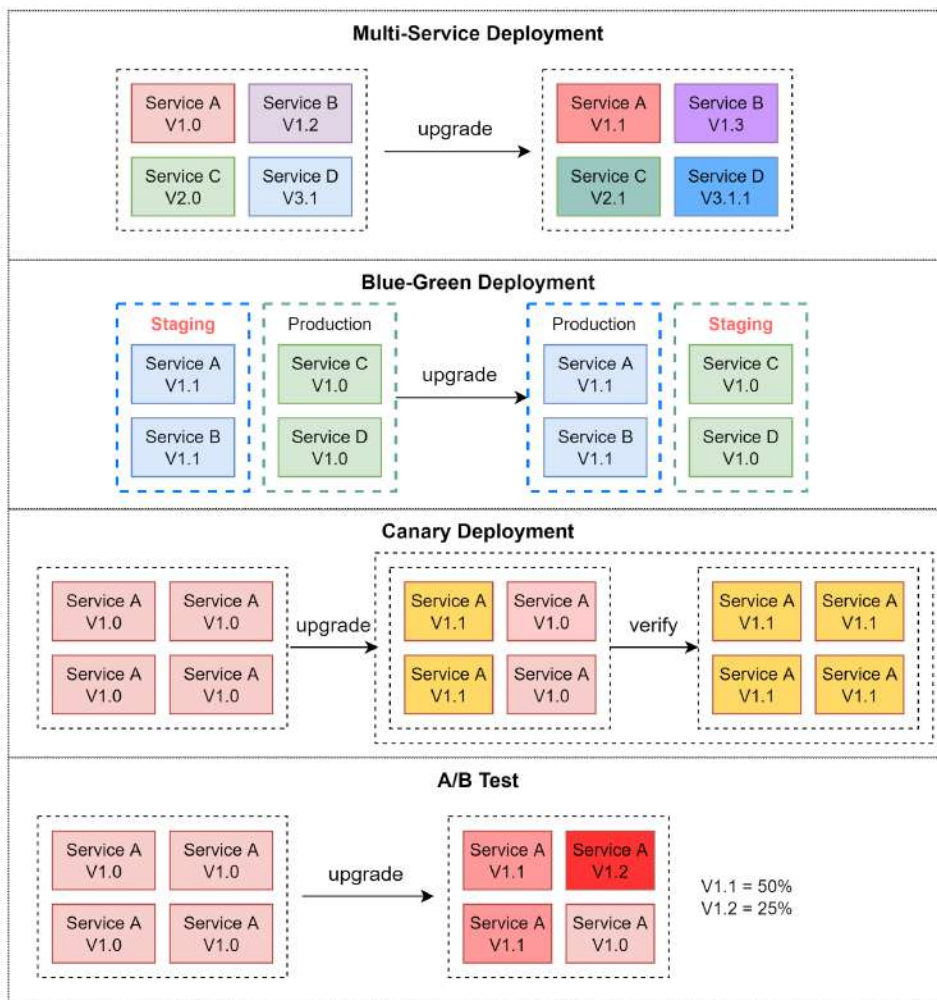 Multi-Service Deployment
Service A
V1.0
Service B
V1.2
Service C
V2.0
Service D
V3.1
upgrade
Service A
V1.1
Service B
V1.3
Service C
V2.1
Service D
V3.1.1
Blue-Green Deployment
Staging
Service A
V1.1
Service B
V1.1
Production
Service C
V1.0
Service D
V1.0
upgrade
Production
Service A
V1.1
Service B
V1.1
Staging
Service C
V1.0
Service D
V1.0
Canary Deployment
Service A
V1.0
Service A
V1.0
Service A
V1.0
Service A
V1.0
upgrade
Service A
V1.1
Service A
V1.0
Service A
V1.1
Service A
V1.0
verify
Service A
V1.1
Service A
V1.1
Service A
V1.1
Service A
V1.1
A/B Test
Service A
V1.0
Service A
V1.0
Service A
V1.0
Service A
V1.0
upgrade
Service A
V1.1
Service A
V1.2
Service A
V1.1
Service A
V1.0
V1.1 = 50%
V1.2 = 25%